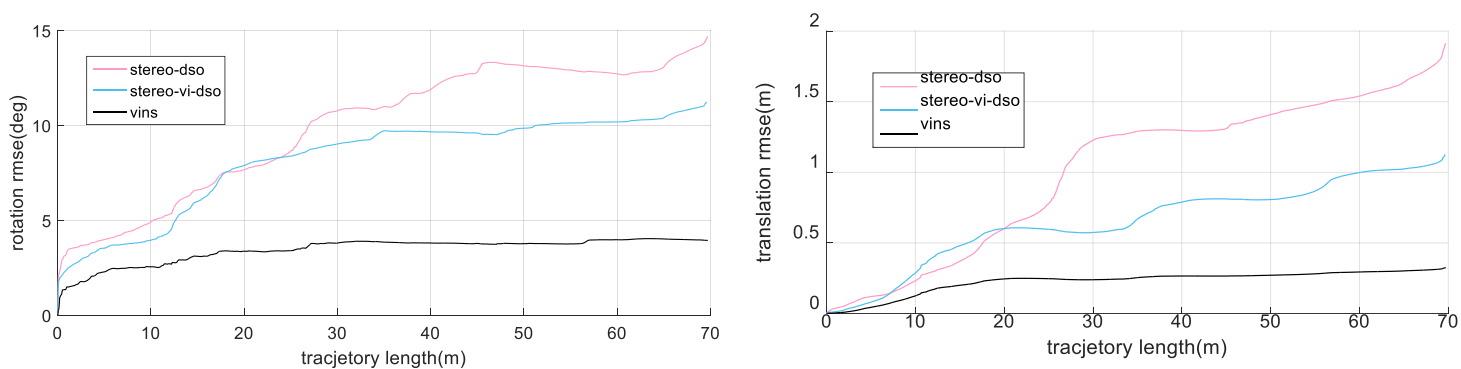 15
10
5
0
rotation rmse(deg)
stereo-dso
stereo-vi-dso
vins
0 10 20 30 40 50 60 70
tracjetory length(m)
2
1.5
1
0.5
0
translation rmse(m)
stereo-dso
stereo-vi-dso
vins
0 10 20 30 40 50 60 70
tracjetory length(m)